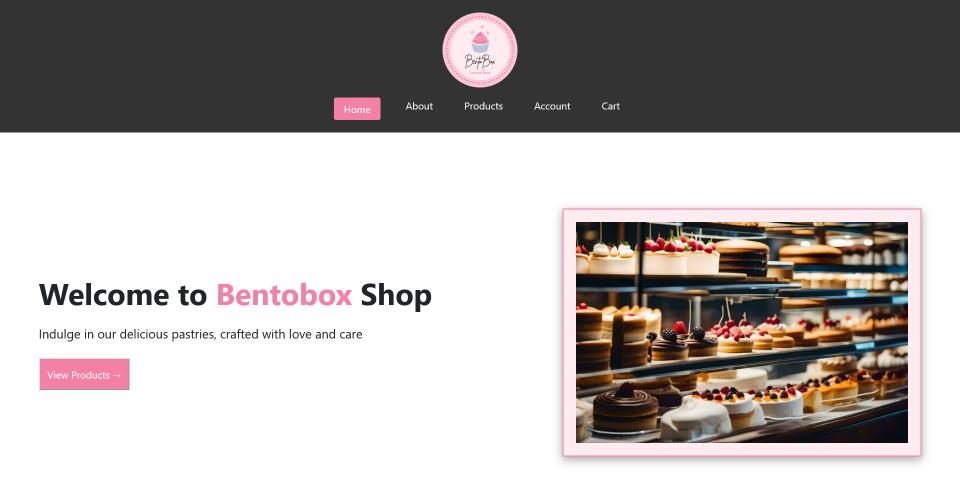 BentoBox
Home
About
Products
Account
Cart
Welcome to Bentobox Shop
Indulge in our delicious pastries, crafted with love and care
View Products →